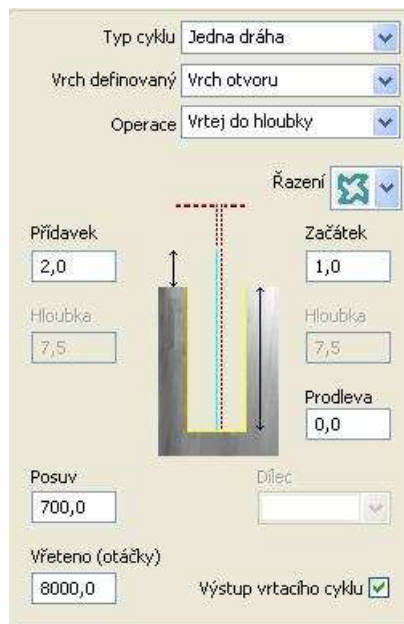 Typ cyklu Jedna dráha
Vrch definovaný Vrch otvoru
Operace Vrtej do hloubky
Řazení
Přídavek Začátek
2,0 1,0
Hloubka Hloubka
7,5 7,5
Prodleva
0,0
Posuv Dílec
700,0
Vřeteno (otáčky)
8000,0 Výstup vrtacího cyklu